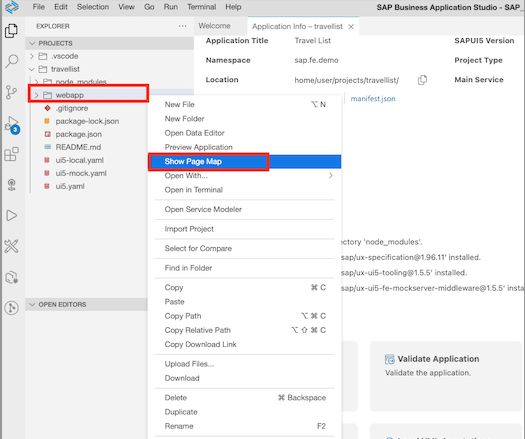 File Edit Selection View Go Run Terminal Help SAP Business Application Studio - SAP_
EXPLORER
Welcome
Application Info – travellist
PROJECTS
.vscode
travellist
node_modules
webapp
.gitignore
package-lock.json
package.json
README.md
ui5-local.yaml
ui5-mock.yaml
ui5.yaml
OPEN EDITORS
3
Application Title Travel List SAPUI5 Version
Namespace sap.fe.demo Project Type
Location home/user/projects/travellist/ Main Service
manifest.json
New File ⌥ N
New Folder
Open Data Editor
Preview Application
Show Page Map
Open With...
Open in Terminal
Open Service Modeler
Import Project
Select for Compare
Find in Folder
Copy ⌘ C
Paste
Copy Path ⌥ ⌘ C
Copy Relative Path ⌥ ⇧ ⌘ C
Copy Download Link
Upload Files...
Download
Delete ⌘ Backspace
Duplicate
Rename F2
ctory 'node_modules'.
sap/ux-specification@1.96.11' installed.
sap/ux-ui5-tooling@1.5.5' installed.
sap/ux-ui5-fe-mockserver-middleware@1.5.5' insta
Validate Application
Validate the application.